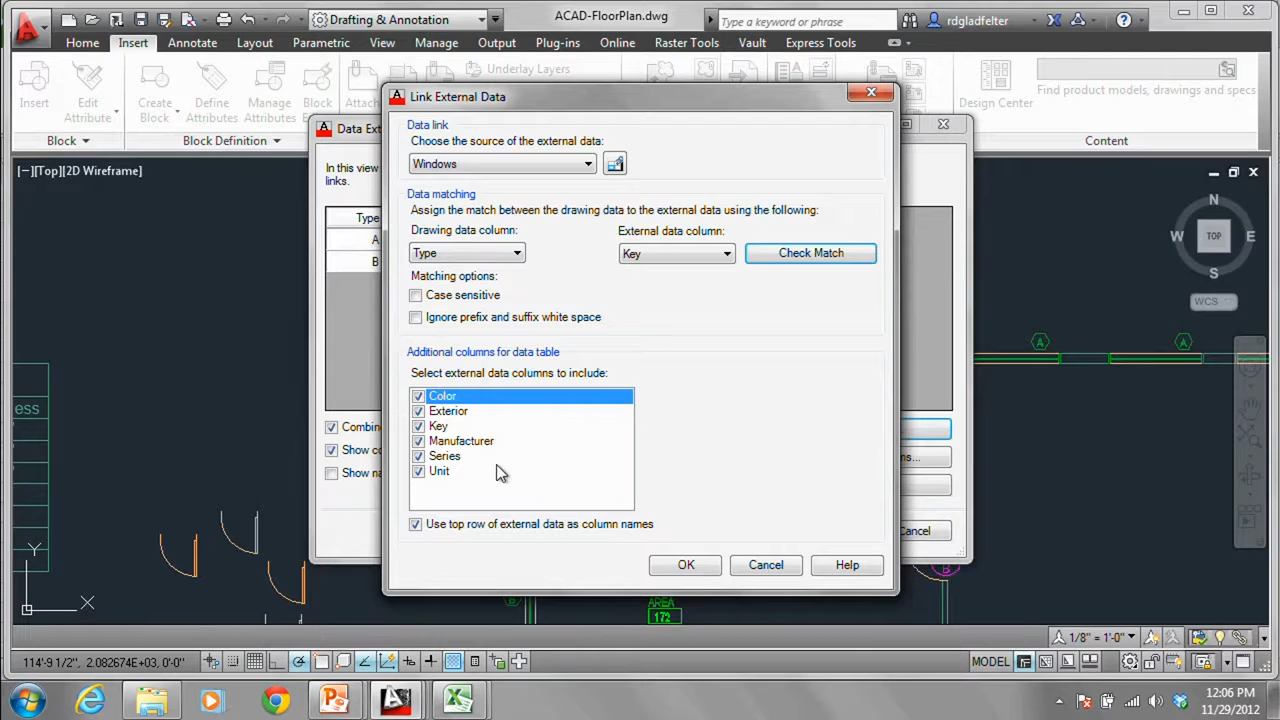 Drafting & Annotation
ACAD-FloorPlan.dwg
Type a keyword or phrase
rdgladfelter
Home
Insert
Annotate
Layout
Parametric
View
Manage
Output
Plug-ins
Online
Raster Tools
Vault
Express Tools
Insert
Edit
Attribute
Create
Block
Define
Attributes
Manage
Attributes
Block
Underlay Layers
Design Center
Find product models, drawings and specs
Block
Block Definition
Content
[−][Top][2D Wireframe]
In this view
links.
Type
A
B
Show
Cancel
Link External Data
Data link
Choose the source of the external data:
Windows
Data matching
Assign the match between the drawing data to the external data using the following:
Drawing data column:
External data column:
Type
Key
Check Match
Matching options:
Case sensitive
Ignore prefix and suffix white space
Additional columns for data table
Select external data columns to include:
Color
Exterior
Key
Manufacturer
Series
Unit
Use top row of external data as column names
OK
Cancel
Help
N
W
TOP
E
S
WCS
A
A
ess
B
B
AREA
172
Y
X
1/8" = 1'-0"
114'-9 1/2", 2.082674E+03, 0'-0"
MODEL
12:06 PM
11/29/2012